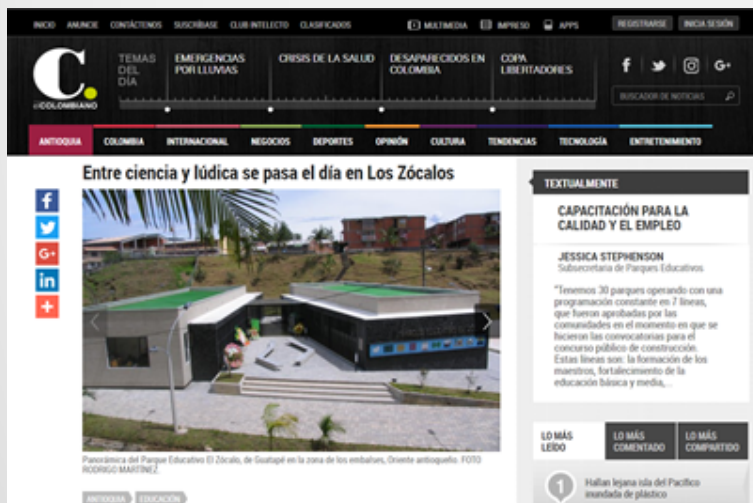 INICIO ANUNCIE CONTÁCTENOS SUSCRÍBASE CLUB INTELECTO CLASIFICADOS MULTIMEDIA IMPRESO APPS REGISTRARSE INICIA SESIÓN
C.
elCOLOMBIANO
TEMAS
DEL
DÍA
EMERGENCIAS
POR LLUVIAS
CRISIS DE LA SALUD
DESAPARECIDOS EN
COLOMBIA
COPA
LIBERTADORES
BUSCADOR DE NOTICIAS
ANTIOQUIA COLOMBIA INTERNACIONAL NEGOCIOS DEPORTES OPINIÓN CULTURA TENDENCIAS TECNOLOGÍA ENTRETENIMIENTO
Entre ciencia y lúdica se pasa el día en Los Zócalos
Panorámica del Parque Educativo El Zócalo, de Guatapé en la zona de los embalses, Oriente antioqueño. FOTO
RODRIGO MARTÍNEZ.
ANTIOQUIA EDUCACIÓN
TEXTUALMENTE
CAPACITACIÓN PARA LA
CALIDAD Y EL EMPLEO
JESSICA STEPHENSON
Subsecretaria de Parques Educativos
"Tenemos 30 parques operando con una
programación constante en 7 líneas,
que fueron aprobadas por las
comunidades en el momento en que se
hicieron las convocatorias para el
concurso público de construcción.
Estas líneas son: la formación de los
maestros, fortalecimiento de la
educación básica y media,...
LO MÁS
LEÍDO
LO MÁS
COMENTADO
LO MÁS
COMPARTIDO
1
Hallan lejana isla del Pacífico
inundada de plástico